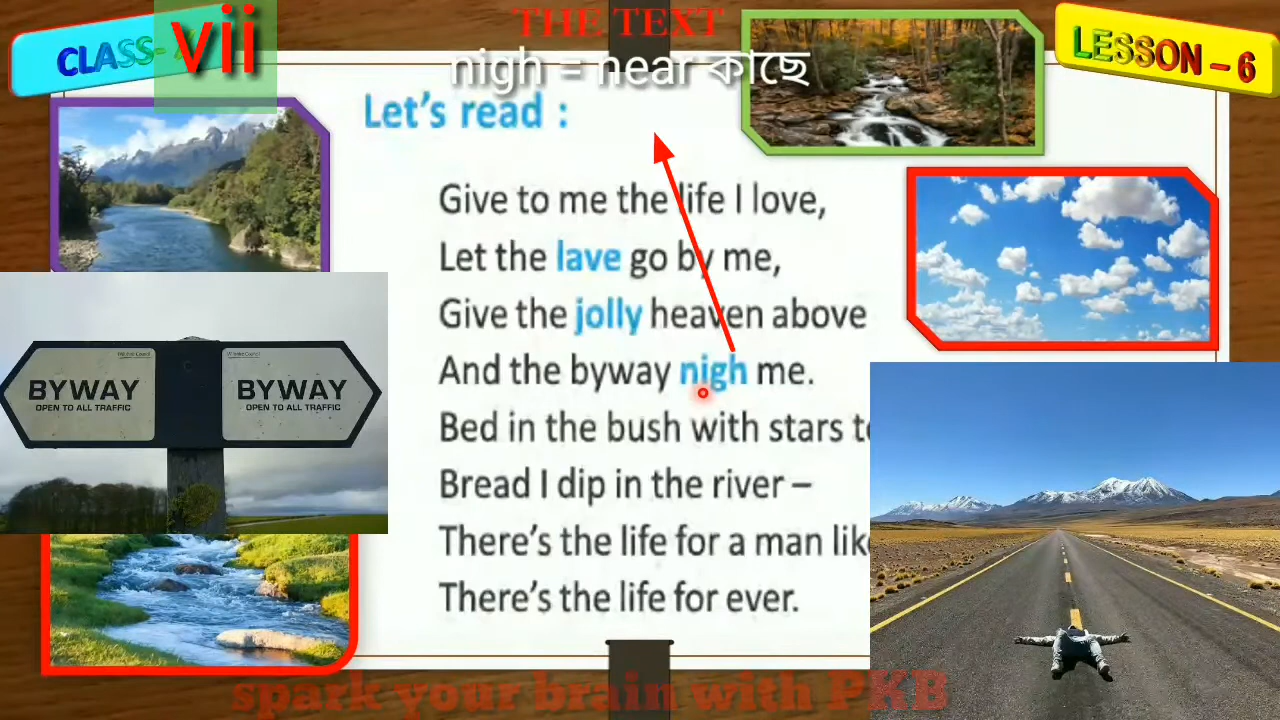 THE TEXT
CLASS-
vii
nigh = near কাছে
LESSON – 6
Let's read :
Give to me the life I love,
Let the lave go by me,
Give the jolly heaven above
And the byway nigh me.
Bed in the bush with stars
Bread I dip in the river –
There's the life for a man
There's the life for ever.
BYWAY
OPEN TO ALL TRAFFIC
BYWAY
OPEN TO ALL TRAFFIC
spark your brain with PKB